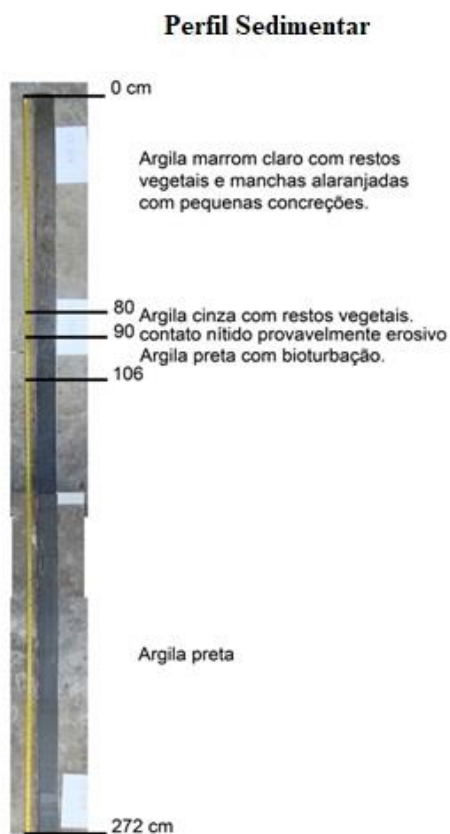 Perfil Sedimentar
0 cm
Argila marrom claro com restos
vegetais e manchas alaranjadas
com pequenas concreções.
80
Argila cinza com restos vegetais.
90
contato nítido provavelmente erosivo
Argila preta com bioturbação.
106
Argila preta
272 cm